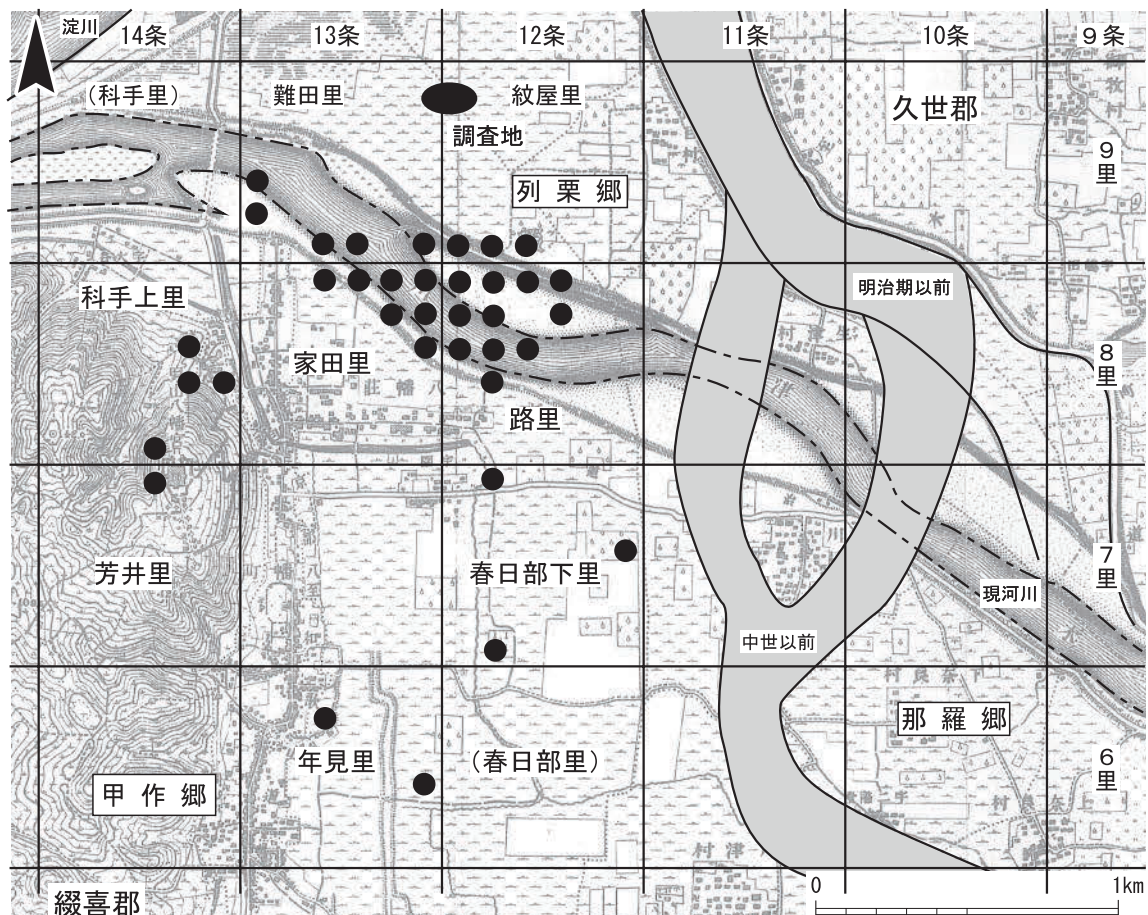 淀川
14条
13条
12条
11条
10条
9条
(科手里)
難田里
紋屋里
久世郡
調査地
9里
列栗郷
科手上里
明治期以前
家田里
8里
路里
芳井里
春日部下里
7里
現河川
中世以前
那羅郷
年見里
(春日部里)
6里
甲作郷
綴喜郡
0
1km